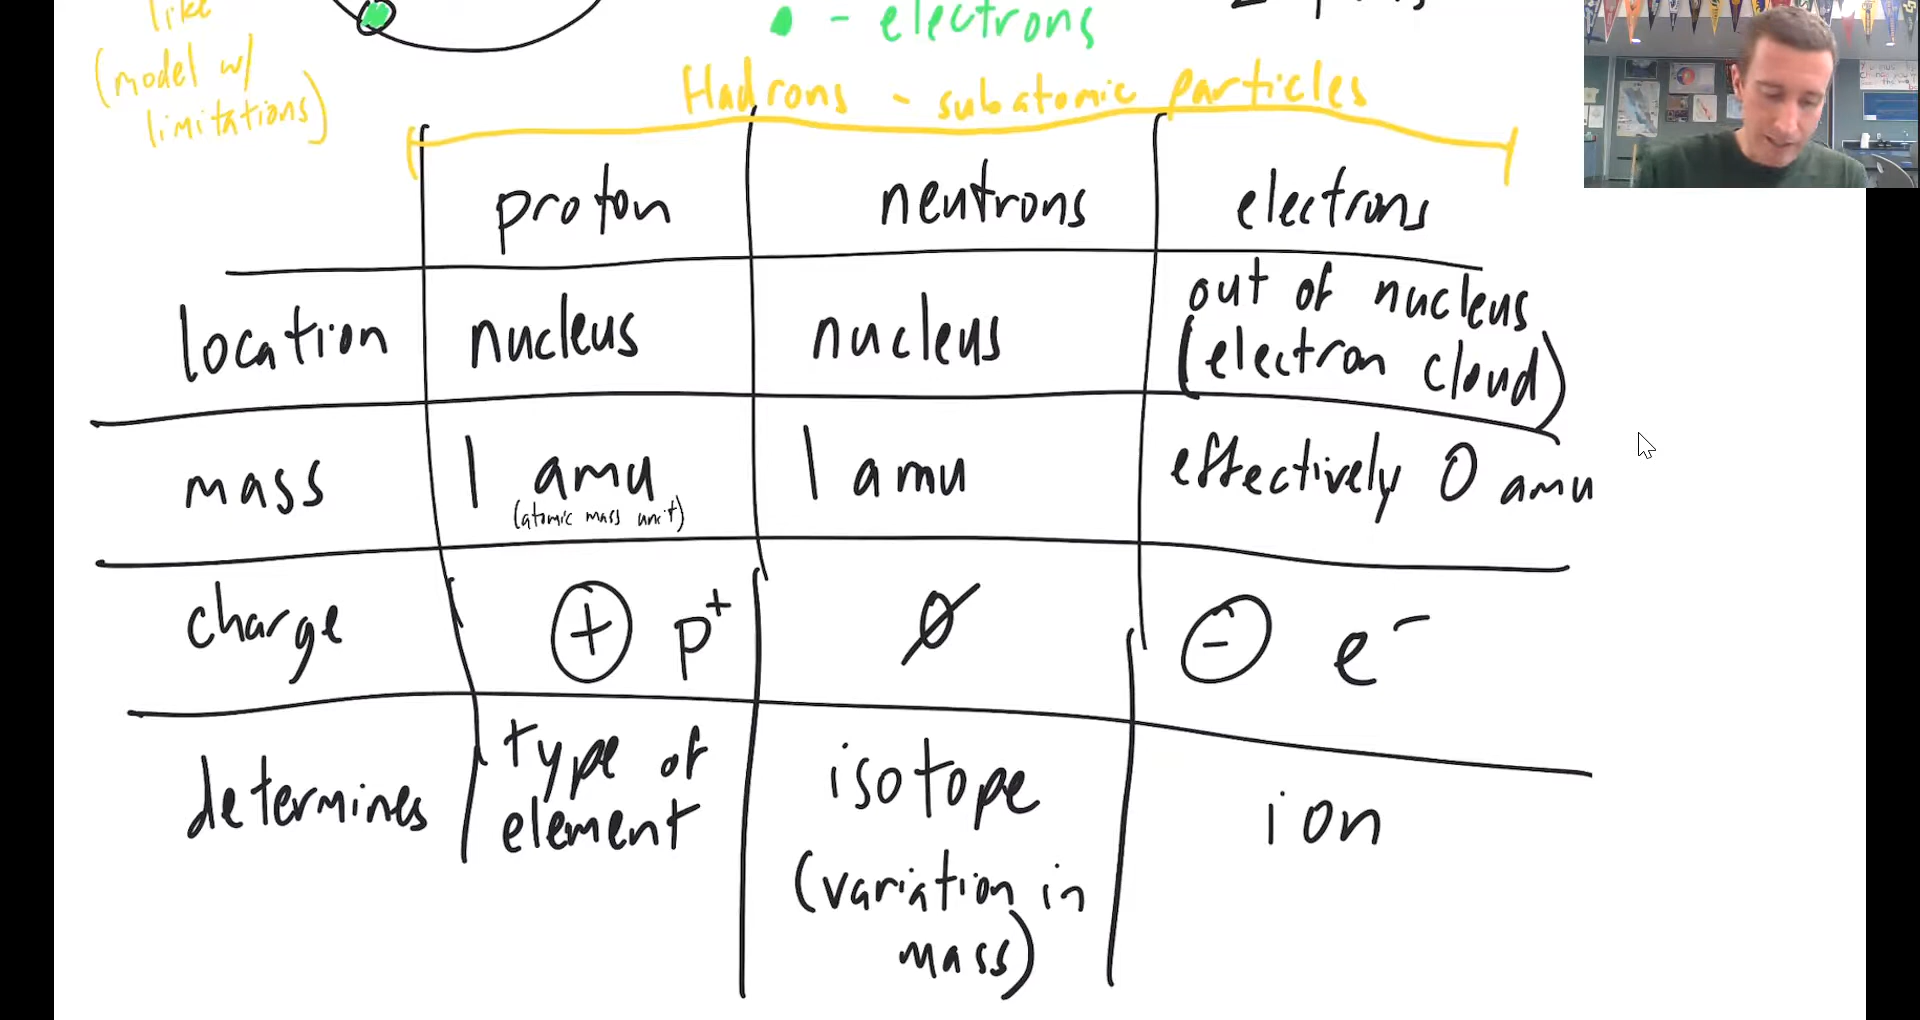 like
(model w/
limitations)
- electrons
Hadrons - subatomic particles
proton neutrons electrons
location nucleus nucleus out of nucleus
(electron cloud)
mass 1 amu 1 amu effectively 0 amu
(atomic mass unit)
charge + p+ ∅ - e-
determines type of
element
isotope
(variation in
mass)
ion